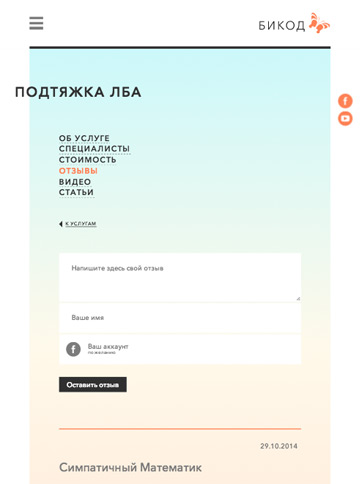 БИКОД
ПОДТЯЖКА ЛБА
ОБ УСЛУГЕ
СПЕЦИАЛИСТЫ
СТОИМОСТЬ
ОТЗЫВЫ
ВИДЕО
СТАТЬИ
К УСЛУГАМ
Напишите здесь свой отзыв
Ваше имя
Ваш аккаунт
по желанию
Оставить отзыв
29.10.2014
Симпатичный Математик